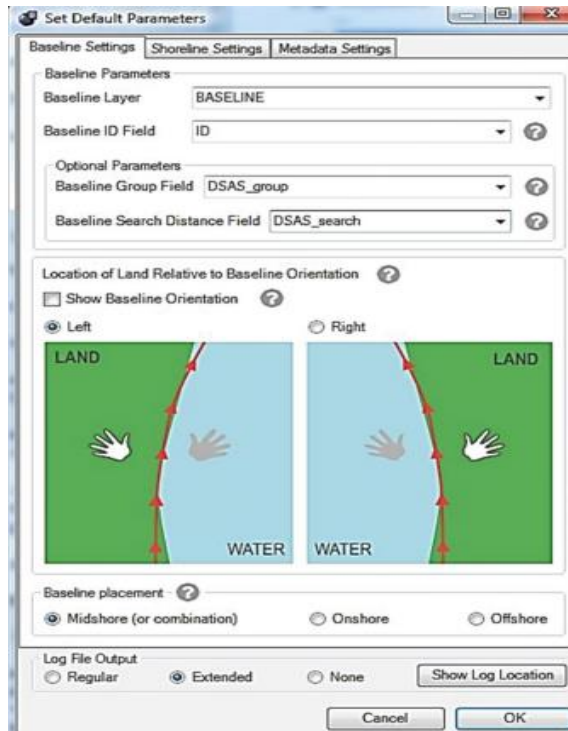 Set Default Parameters
Baseline Settings Shoreline Settings Metadata Settings
Baseline Parameters
Baseline Layer BASELINE
Baseline ID Field ID ?
Optional Parameters
Baseline Group Field DSAS_group ?
Baseline Search Distance Field DSAS_search ?
Location of Land Relative to Baseline Orientation ?
Show Baseline Orientation ?
Left Right
LAND LAND
WATER WATER
Baseline placement ?
Midshore (or combination) Onshore Offshore
Log File Output
Regular Extended None Show Log Location
Cancel OK